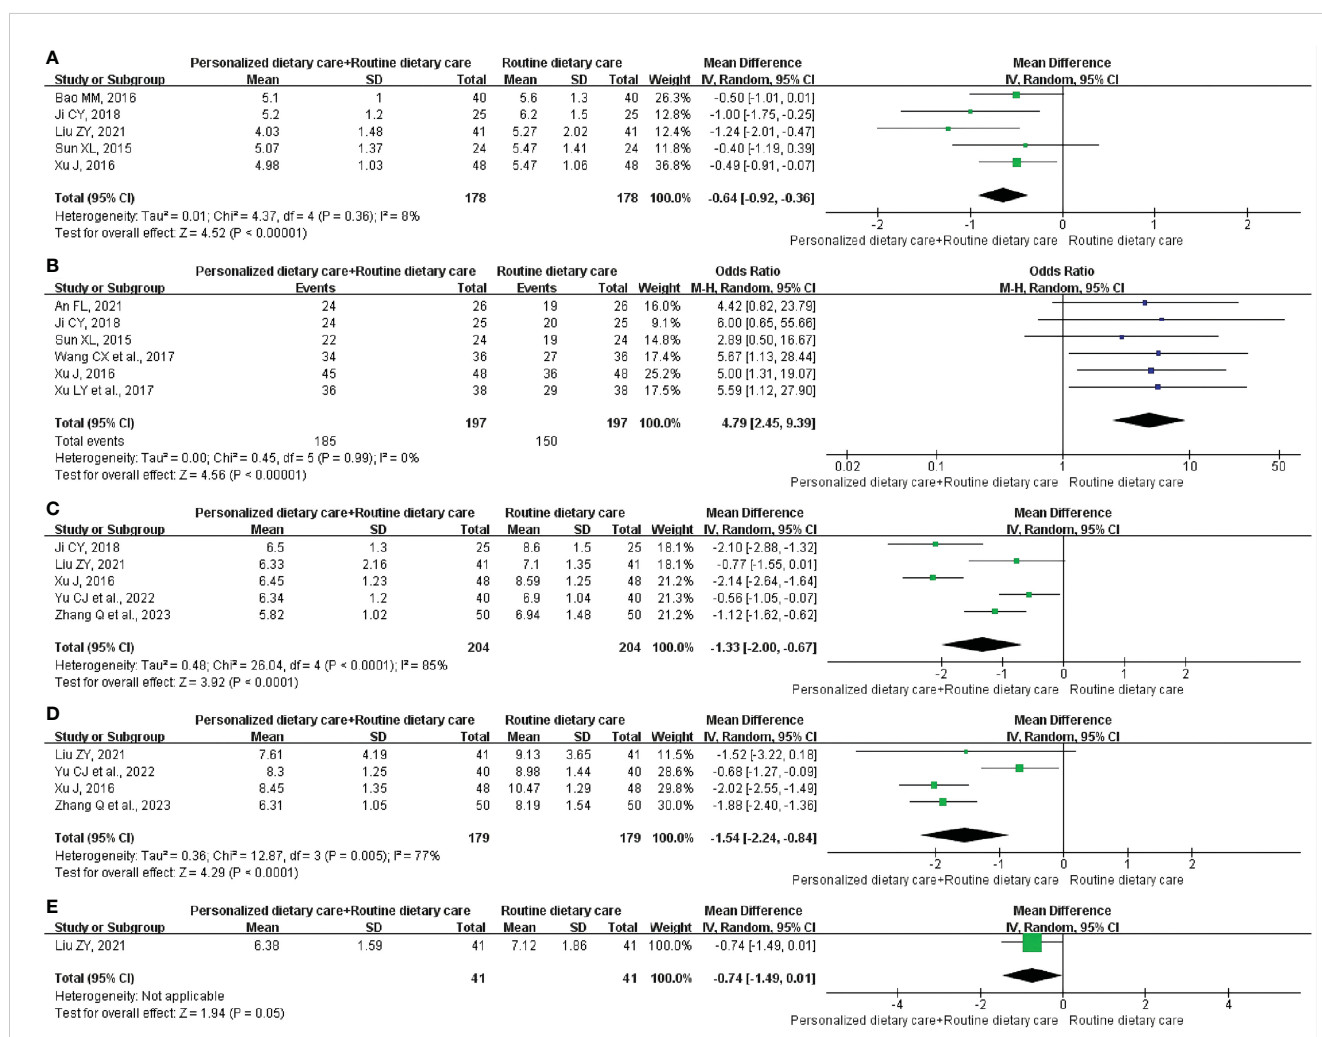 A
Personalized dietary care+Routine dietary care Routine dietary care Mean Difference Mean Difference
Study or Subgroup Mean SD Total Mean SD Total Weight IV, Random, 95% CI IV, Random, 95% CI
Bao MM, 2016 5.1 1 40 5.6 1.3 40 26.3% -0.50 [-1.01, 0.01]
Ji CY, 2018 5.2 1.2 25 6.2 1.5 25 12.8% -1.00 [-1.75, -0.25]
Liu ZY, 2021 4.03 1.48 41 5.27 2.02 41 12.4% -1.24 [-2.01, -0.47]
Sun XL, 2015 5.07 1.37 24 5.47 1.41 24 11.8% -0.40 [-1.19, 0.39]
Xu J, 2016 4.98 1.03 48 5.47 1.06 48 36.8% -0.49 [-0.91, -0.07]
Total (95% CI) 178 178 100.0% -0.64 [-0.92, -0.36]
Heterogeneity: Tau² = 0.01; Chi² = 4.37, df = 4 (P = 0.36); I² = 8%
Test for overall effect: Z = 4.52 (P < 0.00001)
-2 -1 0 1 2
Personalized dietary care+Routine dietary care Routine dietary care
B
Personalized dietary care+Routine dietary care Routine dietary care Odds Ratio Odds Ratio
Study or Subgroup Events Total Events Total Weight M-H, Random, 95% CI M-H, Random, 95% CI
An FL, 2021 24 26 19 26 16.0% 4.42 [0.82, 23.79]
Ji CY, 2018 24 25 20 25 9.1% 6.00 [0.65, 55.66]
Sun XL, 2015 22 24 19 24 14.8% 2.89 [0.50, 16.67]
Wang CX et al., 2017 34 36 27 36 17.4% 5.67 [1.13, 28.44]
Xu J, 2016 45 48 36 48 25.2% 5.00 [1.31, 19.07]
Xu LY et al., 2017 36 38 29 38 17.5% 5.59 [1.12, 27.90]
Total (95% CI) 197 197 100.0% 4.79 [2.45, 9.39]
Total events 185 150
Heterogeneity: Tau² = 0.00; Chi² = 0.45, df = 5 (P = 0.99); I² = 0%
Test for overall effect: Z = 4.56 (P < 0.00001)
0.02 0.1 1 10 50
Personalized dietary care+Routine dietary care Routine dietary care
C
Personalized dietary care+Routine dietary care Routine dietary care Mean Difference Mean Difference
Study or Subgroup Mean SD Total Mean SD Total Weight IV, Random, 95% CI IV, Random, 95% CI
Ji CY, 2018 6.5 1.3 25 8.6 1.5 25 18.1% -2.10 [-2.88, -1.32]
Liu ZY, 2021 6.33 2.16 41 7.1 1.35 41 18.1% -0.77 [-1.55, 0.01]
Xu J, 2016 6.45 1.23 48 8.59 1.25 48 21.2% -2.14 [-2.64, -1.64]
Yu CJ et al., 2022 6.34 1.2 40 6.9 1.04 40 21.3% -0.56 [-1.05, -0.07]
Zhang Q et al., 2023 5.82 1.02 50 6.94 1.48 50 21.2% -1.12 [-1.62, -0.62]
Total (95% CI) 204 204 100.0% -1.33 [-2.00, -0.67]
Heterogeneity: Tau² = 0.48; Chi² = 26.04, df = 4 (P < 0.0001); I² = 85%
Test for overall effect: Z = 3.92 (P < 0.0001)
-2 -1 0 1 2
Personalized dietary care+Routine dietary care Routine dietary care
D
Personalized dietary care+Routine dietary care Routine dietary care Mean Difference Mean Difference
Study or Subgroup Mean SD Total Mean SD Total Weight IV, Random, 95% CI IV, Random, 95% CI
Liu ZY, 2021 7.61 4.19 41 9.13 3.65 41 11.5% -1.52 [-3.22, 0.18]
Yu CJ et al., 2022 8.3 1.25 40 8.98 1.44 40 28.6% -0.68 [-1.27, -0.09]
Xu J, 2016 8.45 1.35 48 10.47 1.29 48 29.8% -2.02 [-2.55, -1.49]
Zhang Q et al., 2023 6.31 1.05 50 8.19 1.54 50 30.0% -1.88 [-2.40, -1.36]
Total (95% CI) 179 179 100.0% -1.54 [-2.24, -0.84]
Heterogeneity: Tau² = 0.36; Chi² = 12.87, df = 3 (P = 0.005); I² = 77%
Test for overall effect: Z = 4.29 (P < 0.0001)
-2 -1 0 1 2
Personalized dietary care+Routine dietary care Routine dietary care
E
Personalized dietary care+Routine dietary care Routine dietary care Mean Difference Mean Difference
Study or Subgroup Mean SD Total Mean SD Total Weight IV, Random, 95% CI IV, Random, 95% CI
Liu ZY, 2021 6.38 1.59 41 7.12 1.86 41 100.0% -0.74 [-1.49, 0.01]
Total (95% CI) 41 41 100.0% -0.74 [-1.49, 0.01]
Heterogeneity: Not applicable
Test for overall effect: Z = 1.94 (P = 0.05)
-4 -2 0 2 4
Personalized dietary care+Routine dietary care Routine dietary care